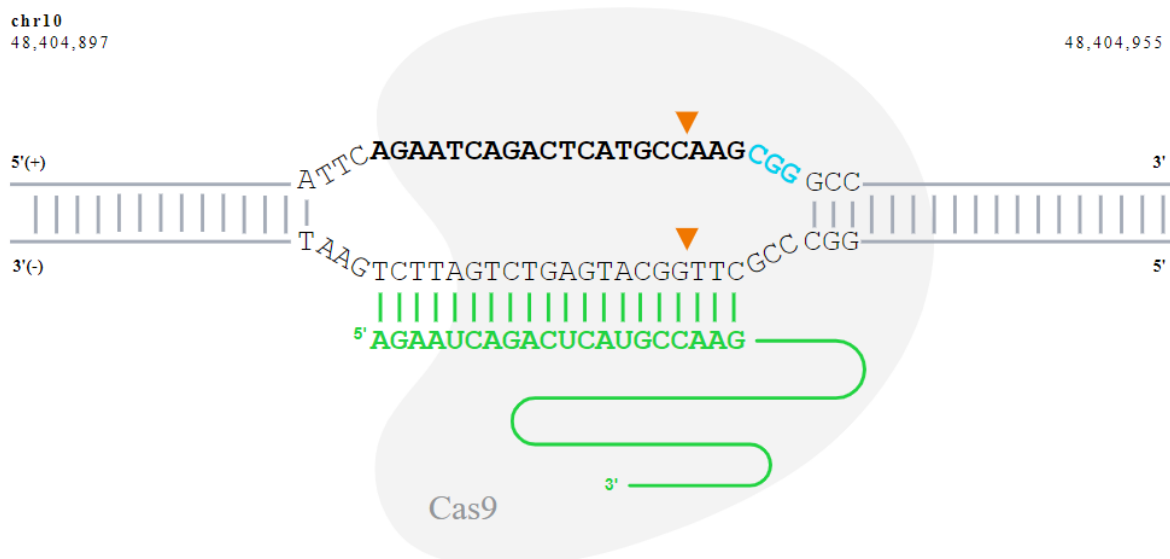 chr10
48,404,897
48,404,955
5'(+)
ATTCAGAATCAGACTCATGCCAAGCGGGCC
3'
3'(-)
TAAGTCTTAGTCTGAGTACGGTTCGCCCGG
5'
5'
AGAAUCAGACUCAUGCCAAG
3'
Cas9